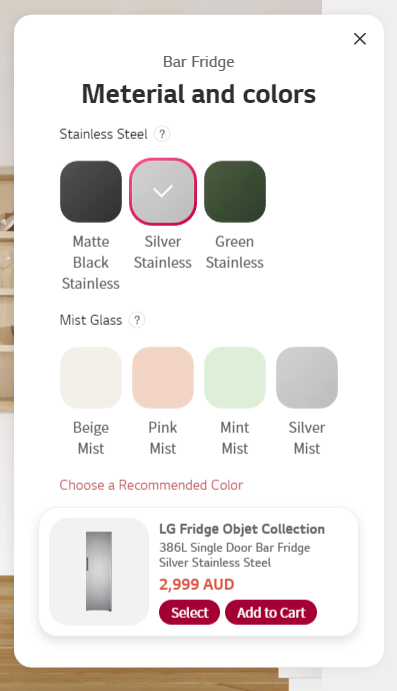 Bar Fridge
Meterial and colors
Stainless Steel ?
Matte
Black
Stainless
Silver
Stainless
Green
Stainless
Mist Glass ?
Beige
Mist
Pink
Mist
Mint
Mist
Silver
Mist
Choose a Recommended Color
LG Fridge Objet Collection
386L Single Door Bar Fridge
Silver Stainless Steel
2,999 AUD
Select
Add to Cart